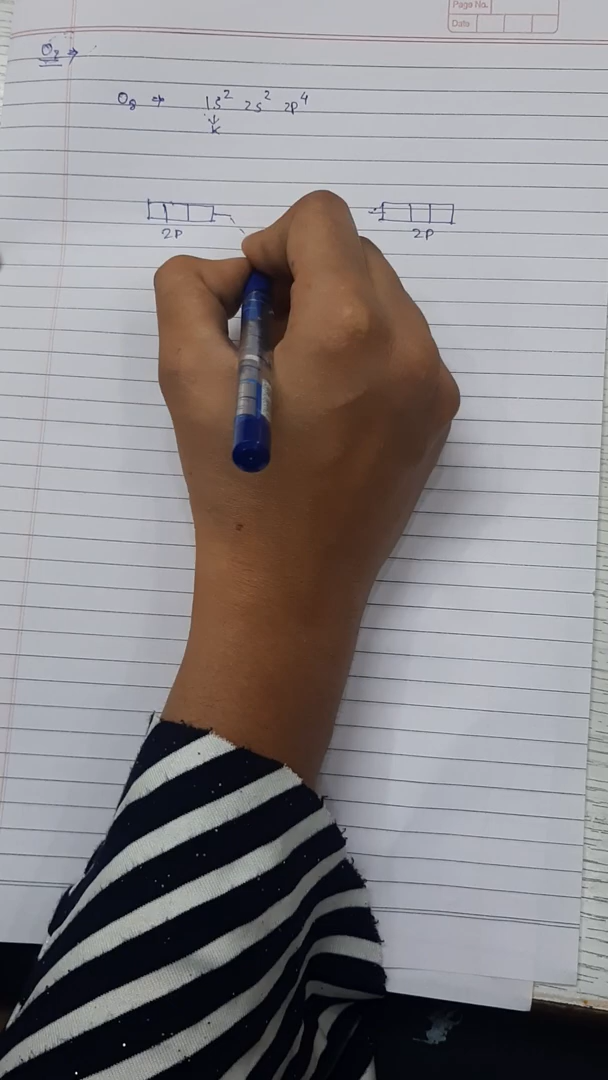 Page No.
Date
O₂ →
O₈ ⇒ 1s² 2s² 2p⁴
K
2P 2P